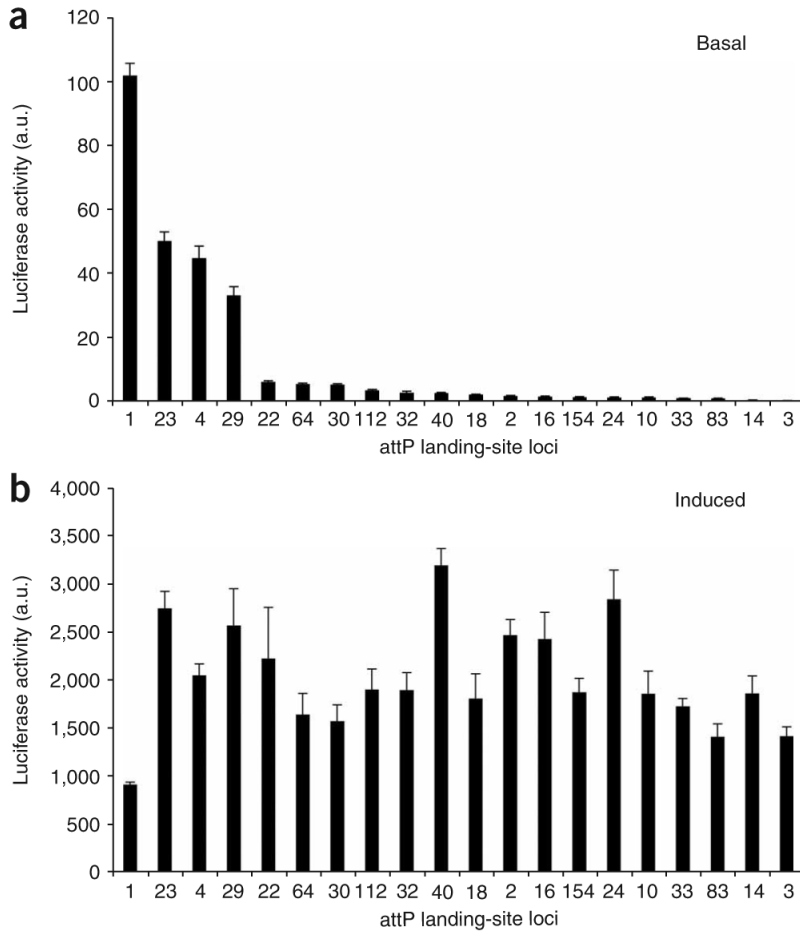 a
120
100
80
60
40
20
0
Luciferase activity (a.u.)
Basal
1 23 4 29 22 64 30 112 32 40 18 2 16 154 24 10 33 83 14 3
attP landing-site loci
b
4,000
3,500
3,000
2,500
2,000
1,500
1,000
500
0
Luciferase activity (a.u.)
Induced
1 23 4 29 22 64 30 112 32 40 18 2 16 154 24 10 33 83 14 3
attP landing-site loci